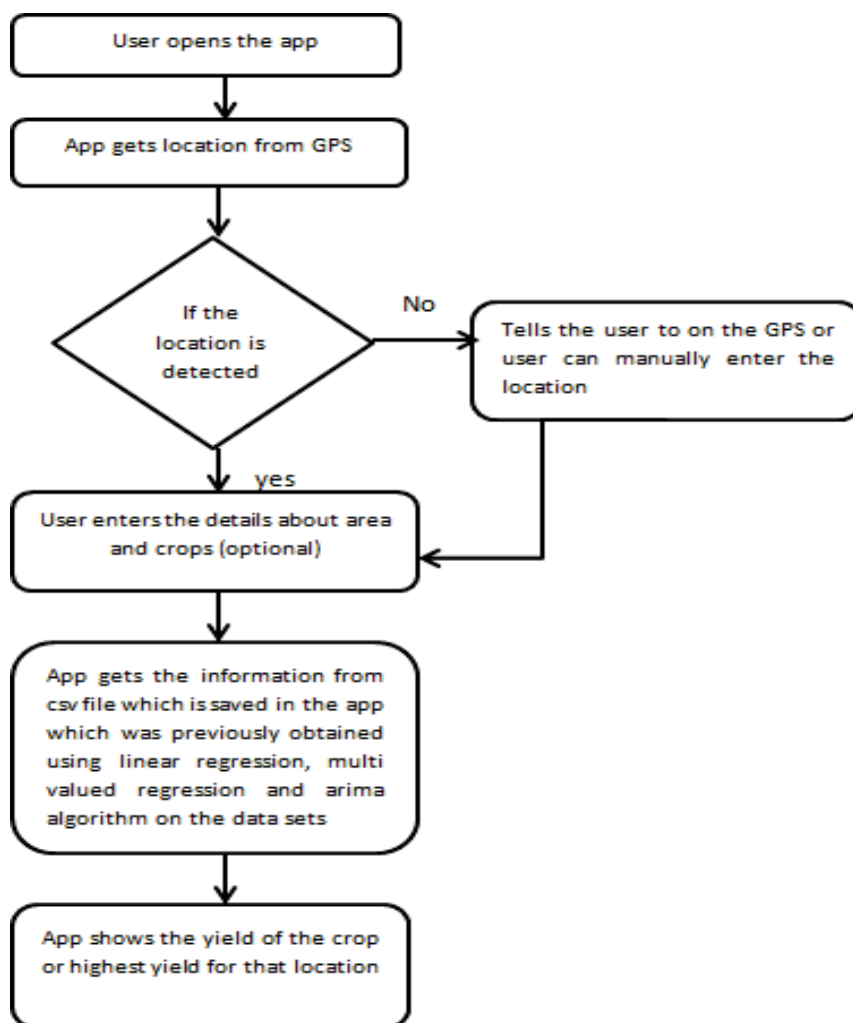 User opens the app
App gets location from GPS
If the
location is
detected
No
Tells the user to on the GPS or
user can manually enter the
location
yes
User enters the details about area
and crops (optional)
App gets the information from
csv file which is saved in the app
which was previously obtained
using linear regression, multi
valued regression and arima
algorithm on the data sets
App shows the yield of the crop
or highest yield for that location